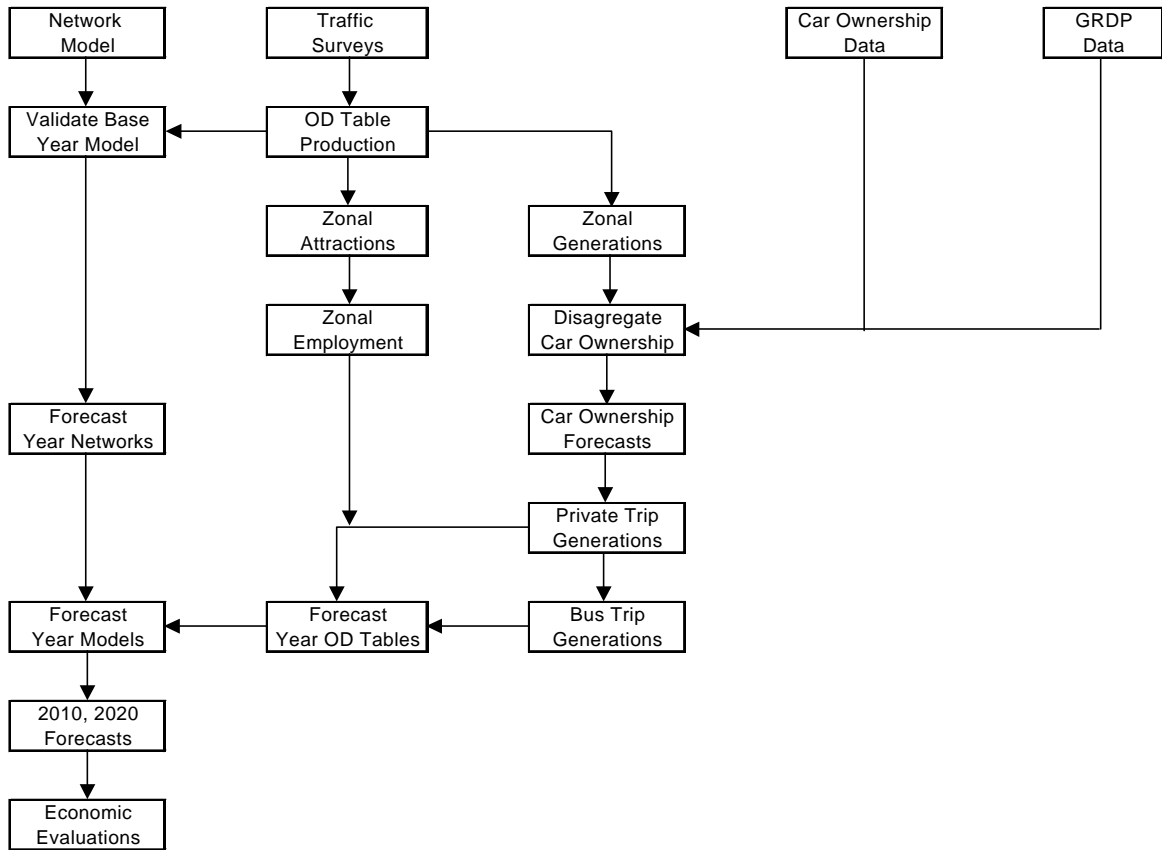 Network
Model
Traffic
Surveys
Car Ownership
Data
GRDP
Data
Validate Base
Year Model
OD Table
Production
Zonal
Attractions
Zonal
Generations
Zonal
Employment
Disagregate
Car Ownership
Forecast
Year Networks
Car Ownership
Forecasts
Private Trip
Generations
Forecast
Year Models
Forecast
Year OD Tables
Bus Trip
Generations
2010, 2020
Forecasts
Economic
Evaluations